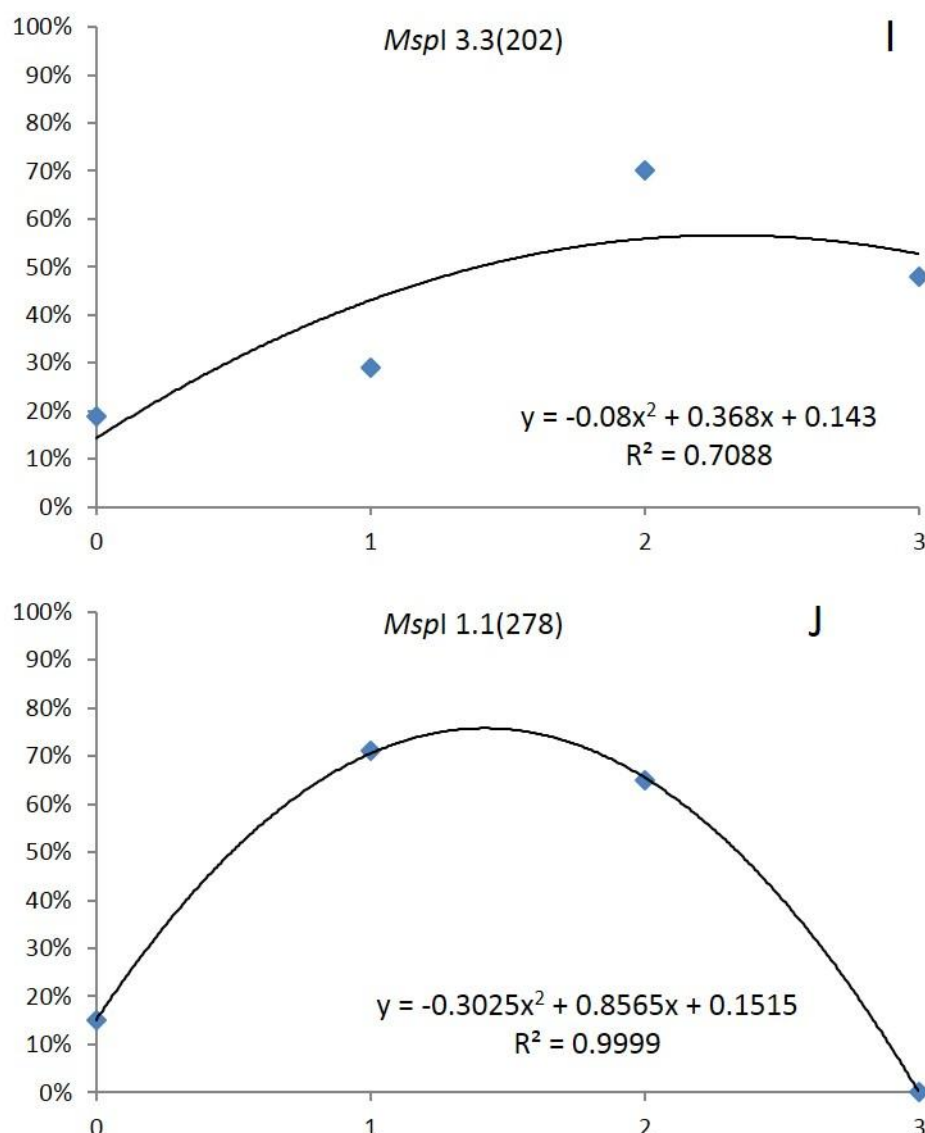 100%
MspI 3.3(202)
I
90%
80%
70%
60%
50%
40%
30%
20%
y = -0.08x² + 0.368x + 0.143
10%
R² = 0.7088
0%
0 1 2 3
100%
MspI 1.1(278)
J
90%
80%
70%
60%
50%
40%
30%
20%
y = -0.3025x² + 0.8565x + 0.1515
10%
R² = 0.9999
0%
0 1 2 3